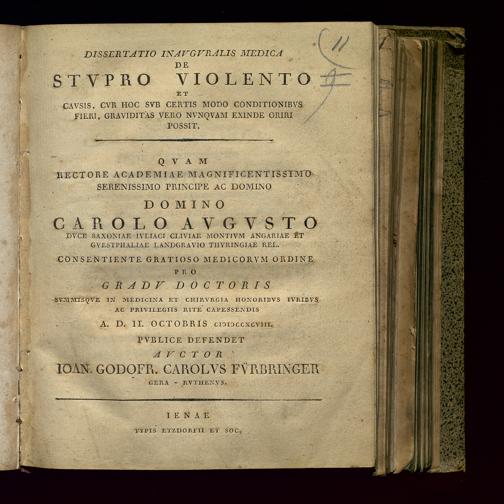 11
DISSERTATIO INAVGVRALIS MEDICA
DE
STVPRO VIOLENTO
ET
CAVSIS, CVR HOC SVB CERTIS MODO CONDITIONIBVS
FIERI, GRAVIDITAS VERO NVNQVAM EXINDE ORIRI
POSSIT,
QVAM
RECTORE ACADEMIAE MAGNIFICENTISSIMO
SERENISSIMO PRINCIPE AC DOMINO
DOMINO
CAROLO AVGVSTO
DVCE SAXONIAE IVLIACI CLIVIAE MONTIVM ANGARIAE ET
GVESTPHALIAE LANDGRAVIO THVRINGIAE REL.
CONSENTIENTE GRATIOSO MEDICORVM ORDINE
PRO
GRADV DOCTORIS
SVMMISQVE IN MEDICINA ET CHIRVRGIA HONORIBVS IVRIBVS
AC PRIVILEGIIS RITE CAPESSENDIS
A. D. II. OCTOBRIS CIƆIƆCCXCVIII.
PVBLICE DEFENDET
AVCTOR
IOAN. GODOFR. CAROLVS FÜRBRINGER
GERA - RVTHENVS.
IENAE
TYPIS ETZDORFII ET SOC.